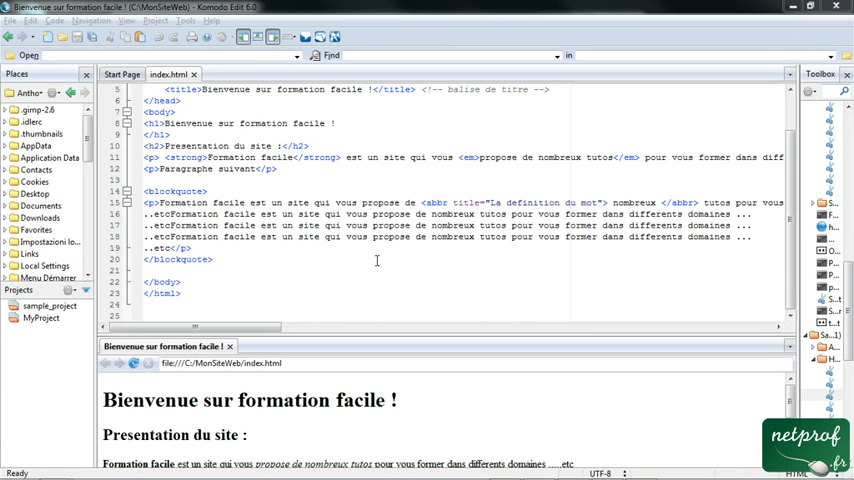 Bienvenue sur formation facile ! (C:\MonSiteWeb) - Komodo Edit 6.0
File Edit Code Navigation View Project Tools Help
Open Find in
Places
Start Page index.html
Toolbox
Antho
.gimp-2.6
.idlerc
.thumbnails
AppData
Application Data
Contacts
Cookies
Desktop
Documents
Downloads
Favorites
Impostazioni lo
Links
Local Settings
Menu Démarrer
Projects
sample_project
MyProject
5 <title>Bienvenue sur formation facile !</title> <!-- balise de titre -->
6 </head>
7 <body>
8 <h1>Bienvenue sur formation facile !
9 </h1>
10 <h2>Presentation du site :</h2>
11 <p> <strong>Formation facile</strong> est un site qui vous <em>propose de nombreux tutos</em> pour vous former dans diff
12 <p>Paragraphe suivant</p>
13
14 <blockquote>
15 <p>Formation facile est un site qui vous propose de <abbr title="La definition du mot"> nombreux </abbr> tutos pour vous
16 ..etcFormation facile est un site qui vous propose de nombreux tutos pour vous former dans differents domaines ...
17 ..etcFormation facile est un site qui vous propose de nombreux tutos pour vous former dans differents domaines ...
18 ..etcFormation facile est un site qui vous propose de nombreux tutos pour vous former dans differents domaines ...
19 ..etc</p>
20 </blockquote>
21
22 </body>
23 </html>
24
25
Bienvenue sur formation facile !
file:///C:/MonSiteWeb/index.html
Bienvenue sur formation facile !
Presentation du site :
Formation facile est un site qui vous propose de nombreux tutos pour vous former dans differents domaines .....etc
Ready UTF-8 HTML
netprof
.fr